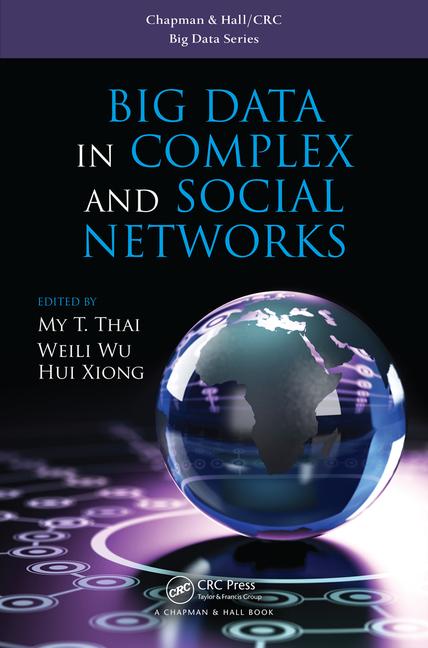 Chapman & Hall/CRC
Big Data Series
BIG DATA
IN COMPLEX
AND SOCIAL
NETWORKS
EDITED BY
MY T. THAI
WEILI WU
HUI XIONG
CRC
CRC Press
Taylor & Francis Group
A CHAPMAN & HALL BOOK